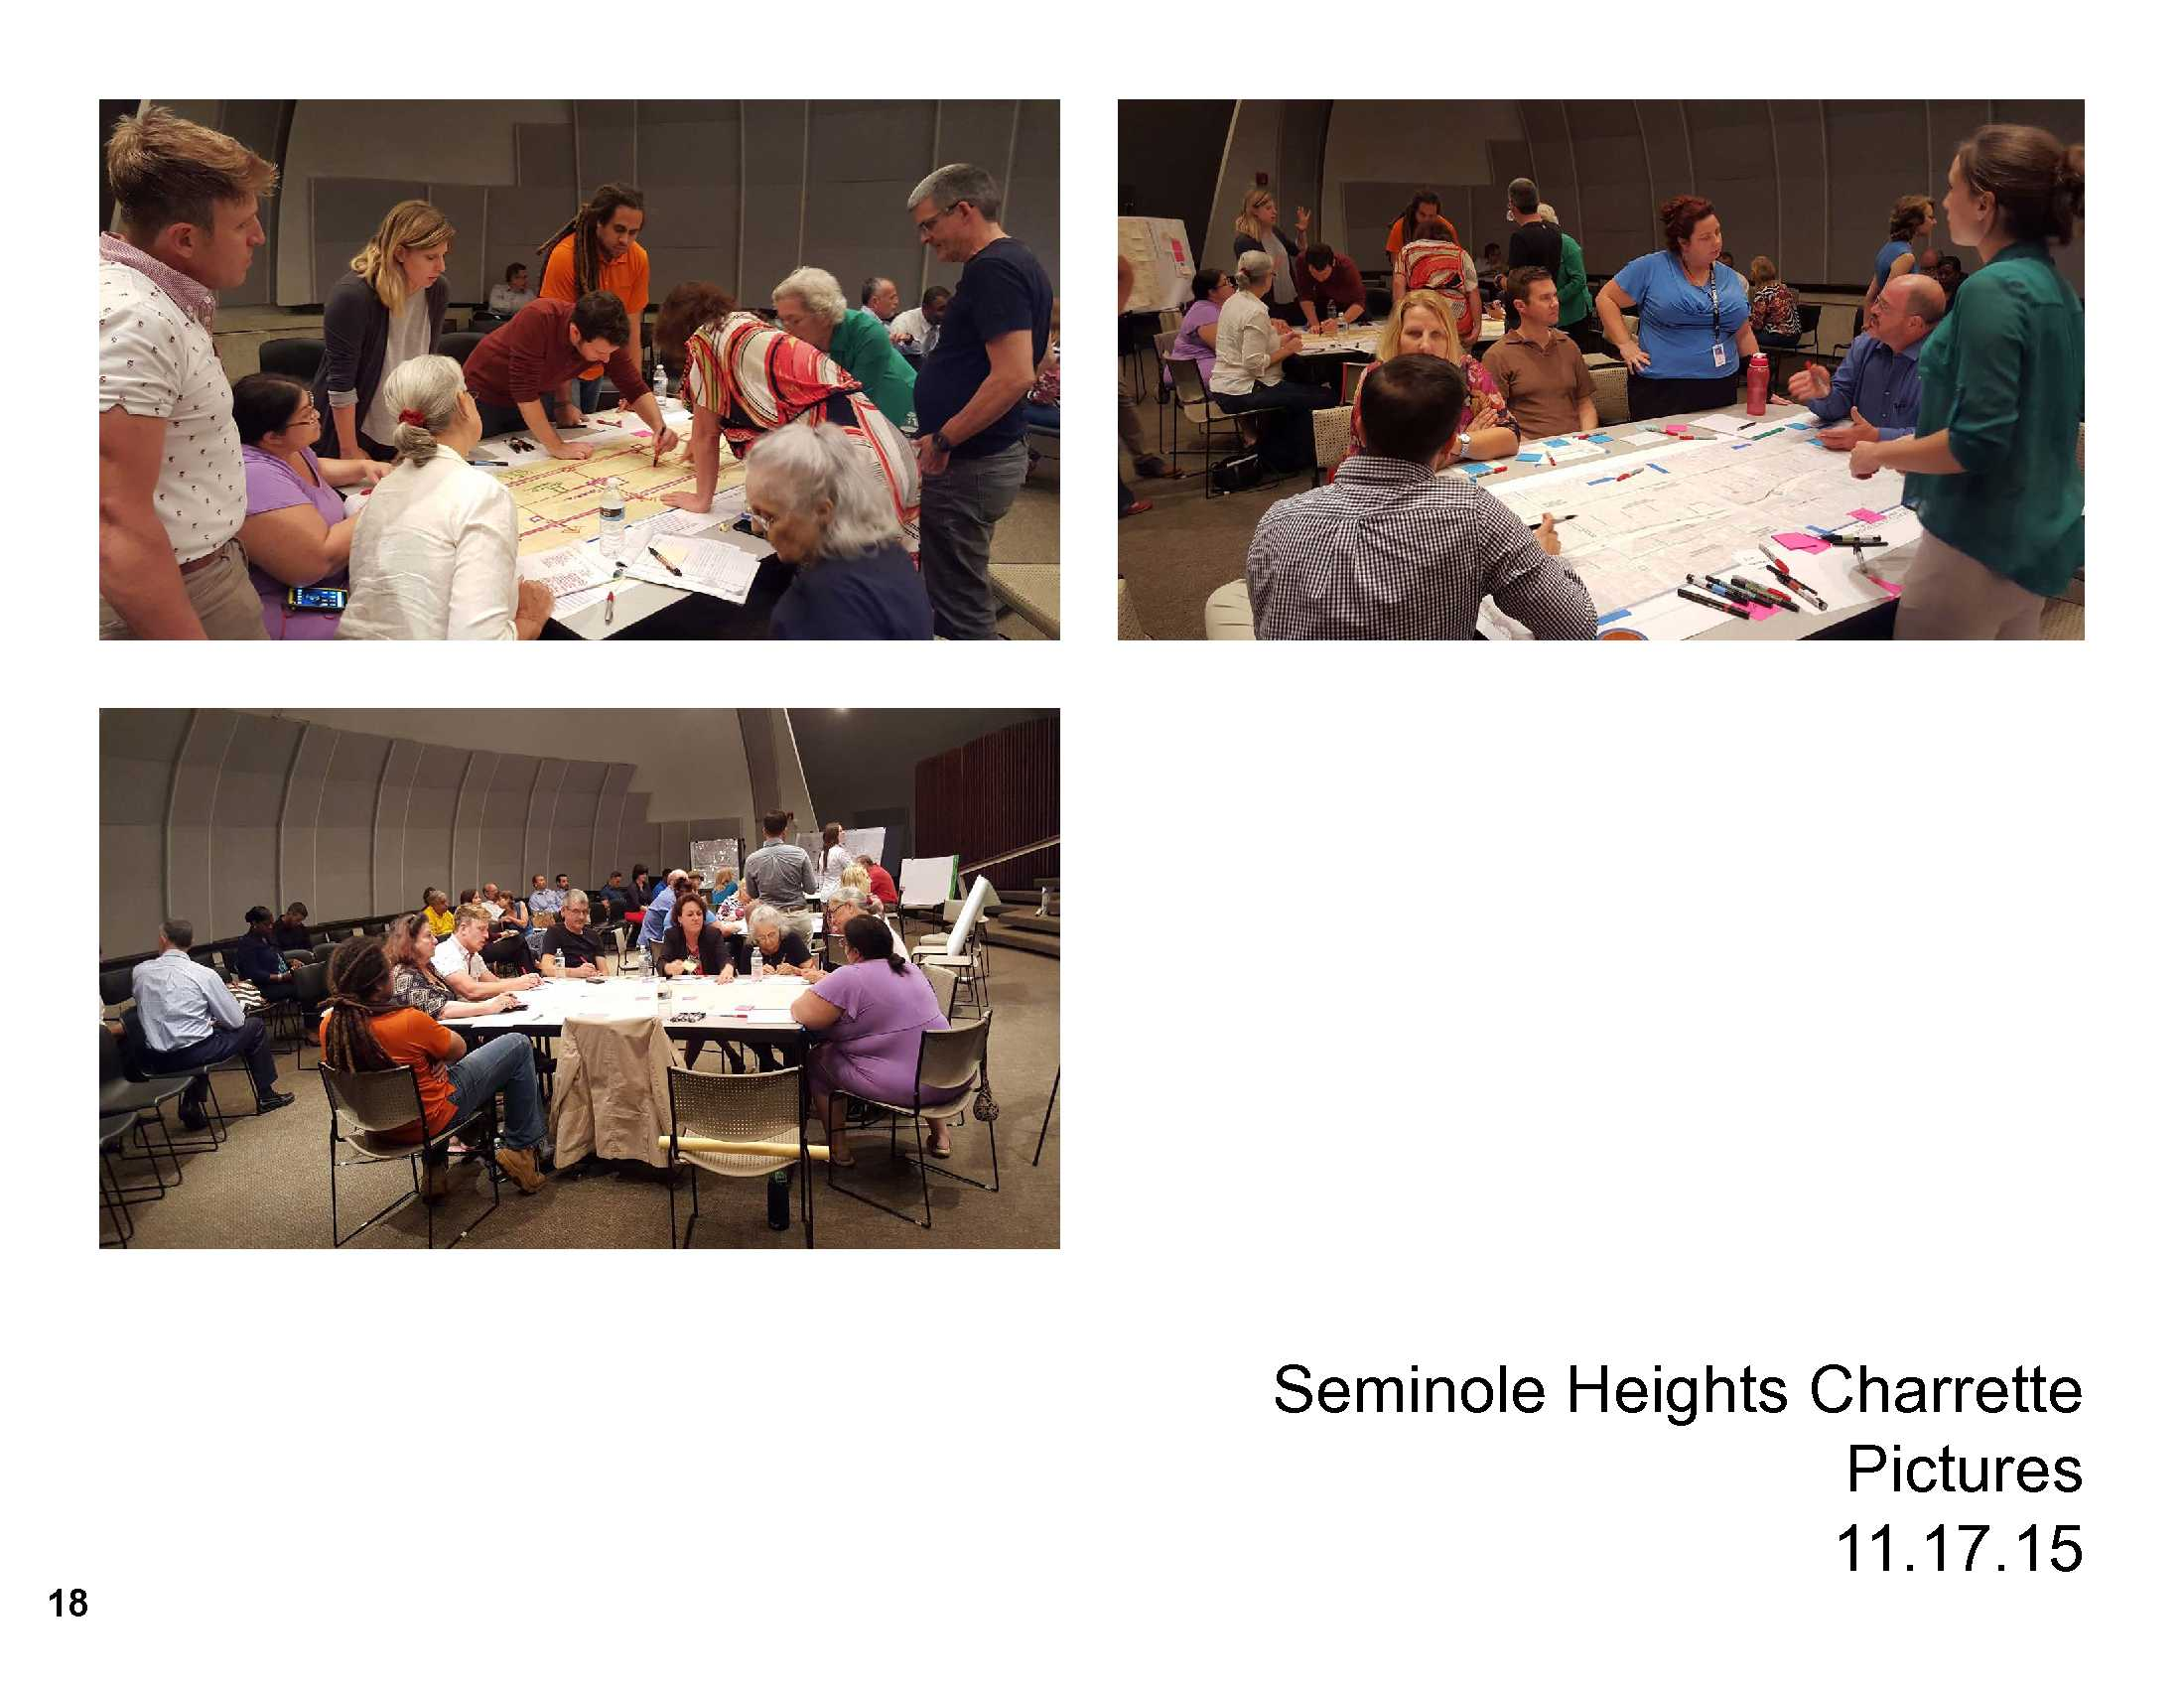 Seminole Heights Charrette
Pictures
11.17.15
18